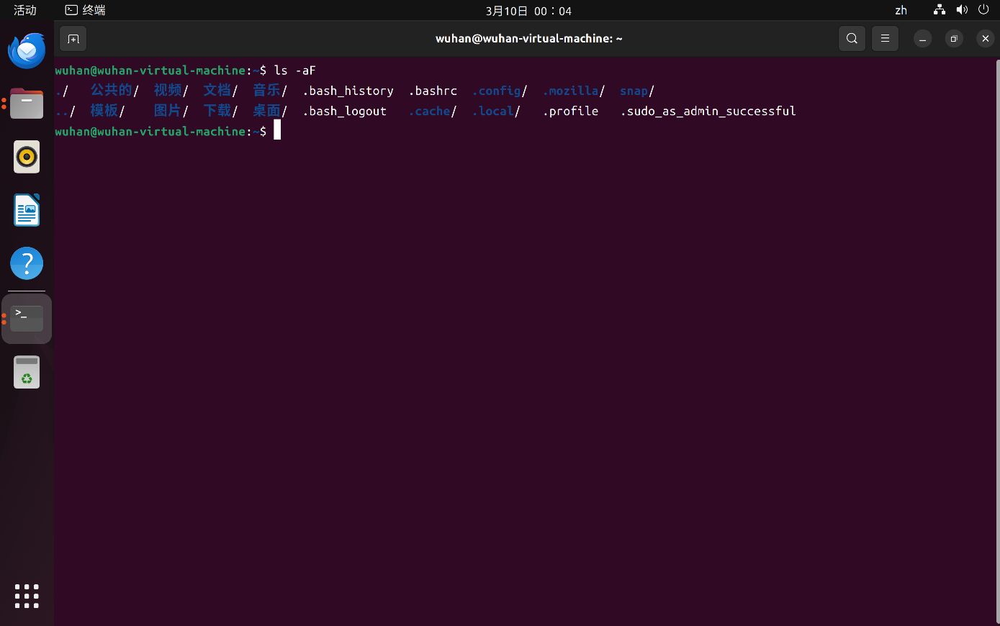 活动 终端 3月10日 00：04 zh
wuhan@wuhan-virtual-machine: ~
wuhan@wuhan-virtual-machine:~$ ls -aF
./ 公共的/ 视频/ 文档/ 音乐/ .bash_history .bashrc .config/ .mozilla/ snap/
../ 模板/ 图片/ 下载/ 桌面/ .bash_logout .cache/ .local/ .profile .sudo_as_admin_successful
wuhan@wuhan-virtual-machine:~$